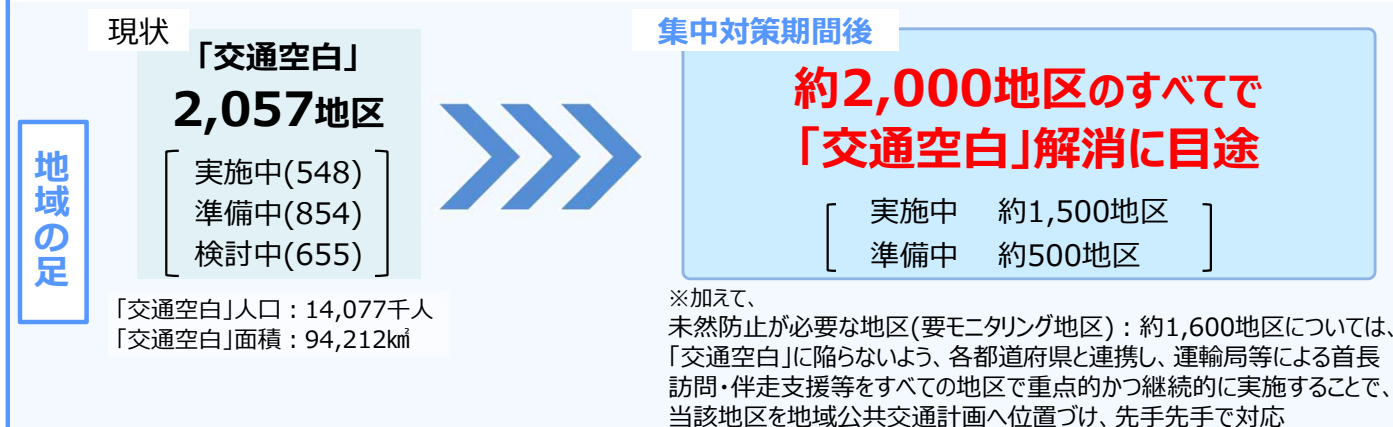 地域の足
現状
「交通空白」
2,057地区
実施中(548)
準備中(854)
検討中(655)
「交通空白」人口：14,077千人
「交通空白」面積：94,212㎢
集中対策期間後
約2,000地区のすべてで
「交通空白」解消に目途
実施中　約1,500地区
準備中　約500地区
※加えて、
未然防止が必要な地区(要モニタリング地区)：約1,600地区については、
「交通空白」に陥らないよう、各都道府県と連携し、運輸局等による首長
訪問・伴走支援等をすべての地区で重点的かつ継続的に実施することで、
当該地区を地域公共交通計画へ位置づけ、先手先手で対応